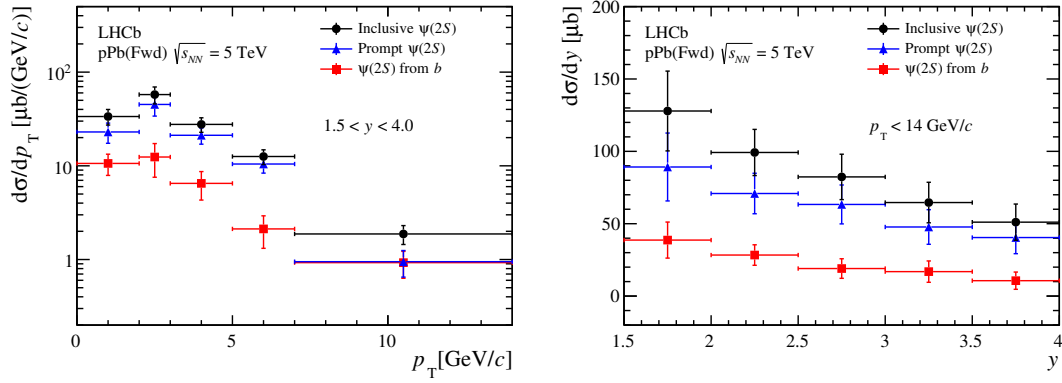 LHCb
pPb(Fwd) √s_NN = 5 TeV
Inclusive ψ(2S)
Prompt ψ(2S)
ψ(2S) from b
1.5 < y < 4.0
dσ/dp_T [μb/(GeV/c)]
10²
10
1
0 5 10
p_T [GeV/c]
LHCb
pPb(Fwd) √s_NN = 5 TeV
Inclusive ψ(2S)
Prompt ψ(2S)
ψ(2S) from b
p_T < 14 GeV/c
dσ/dy [μb]
200
150
100
50
0
1.5 2 2.5 3 3.5 4
y